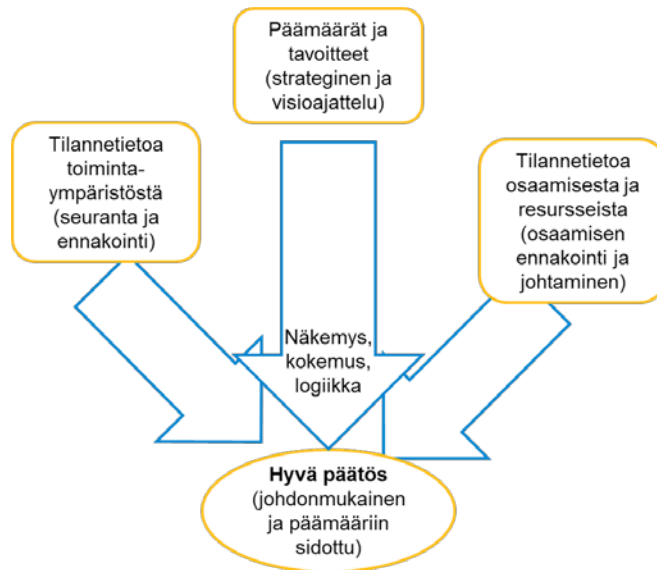 Päämäärät ja
tavoitteet
(strateginen ja
visioajattelu)
Tilannetietoa
toiminta-
ympäristöstä
(seuranta ja
ennakointi)
Tilannetietoa
osaamisesta ja
resursseista
(osaamisen
ennakointi ja
johtaminen)
Näkemys,
kokemus,
logiikka
Hyvä päätös
(johdonmukainen
ja päämääriin
sidottu)